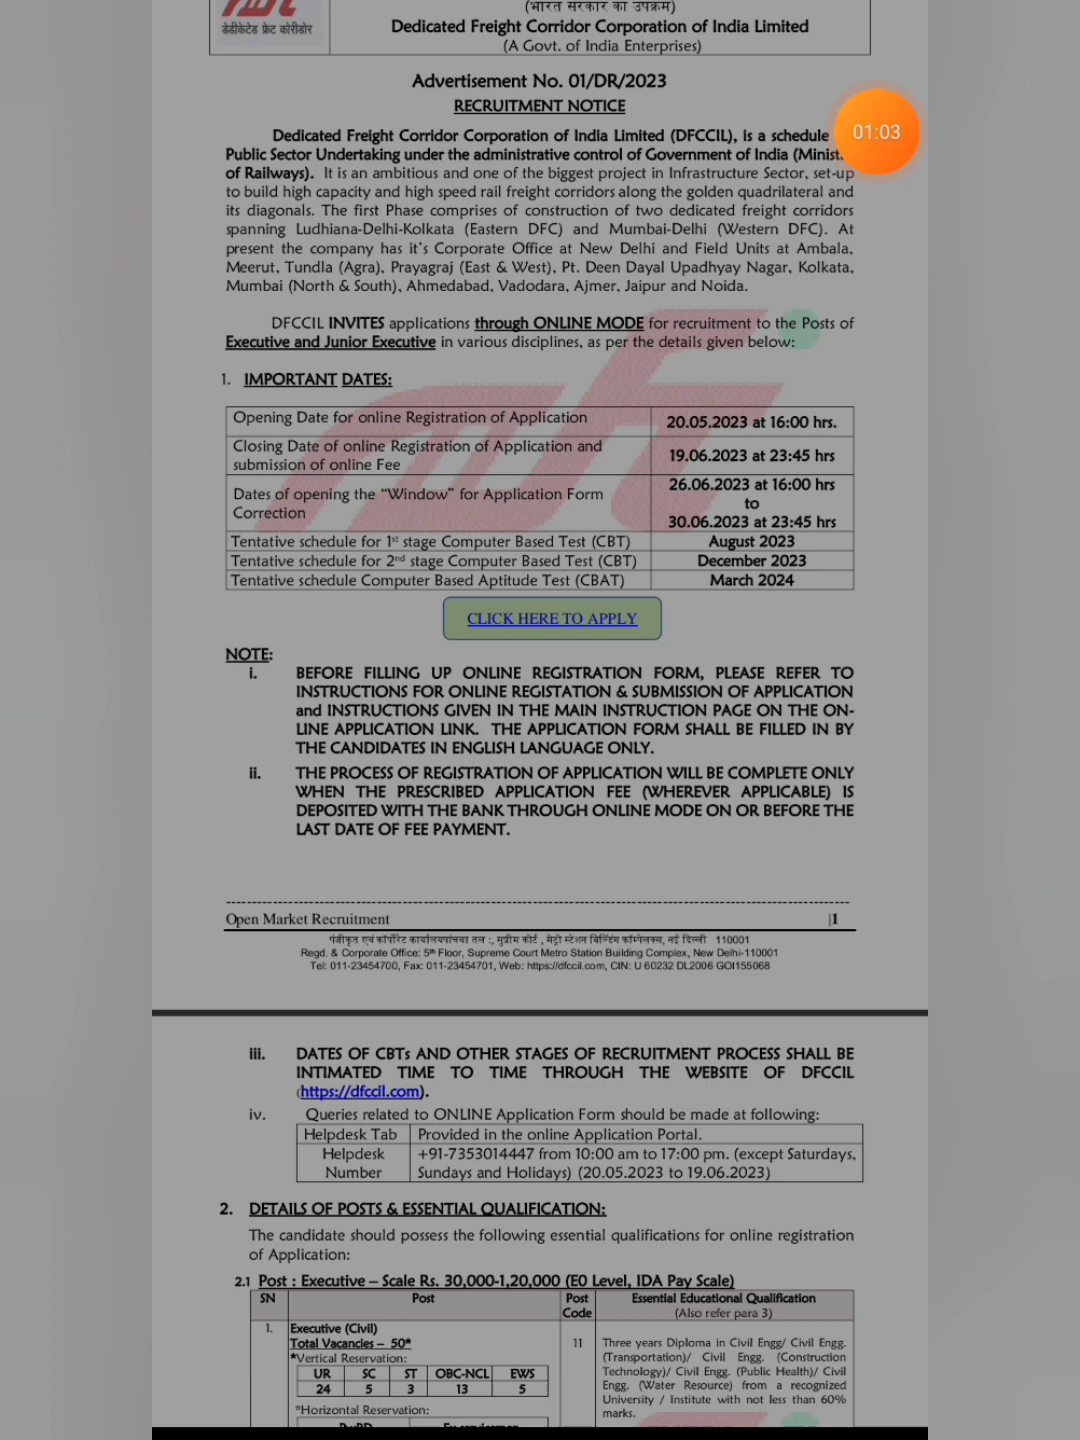 डेडीकेटेड फ्रेट कोरीडोर
(भारत सरकार का उपक्रम)
Dedicated Freight Corridor Corporation of India Limited
(A Govt. of India Enterprises)
Advertisement No. 01/DR/2023
RECRUITMENT NOTICE
01:03
Dedicated Freight Corridor Corporation of India Limited (DFCCIL), is a schedule
Public Sector Undertaking under the administrative control of Government of India (Minist
of Railways). It is an ambitious and one of the biggest project in Infrastructure Sector, set-up
to build high capacity and high speed rail freight corridors along the golden quadrilateral and
its diagonals. The first Phase comprises of construction of two dedicated freight corridors
spanning Ludhiana-Delhi-Kolkata (Eastern DFC) and Mumbai-Delhi (Western DFC). At
present the company has it's Corporate Office at New Delhi and Field Units at Ambala,
Meerut, Tundla (Agra), Prayagraj (East & West), Pt. Deen Dayal Upadhyay Nagar, Kolkata,
Mumbai (North & South), Ahmedabad, Vadodara, Ajmer, Jaipur and Noida.
DFCCIL INVITES applications through ONLINE MODE for recruitment to the Posts of
Executive and Junior Executive in various disciplines, as per the details given below:
1. IMPORTANT DATES:
Opening Date for online Registration of Application 20.05.2023 at 16:00 hrs.
Closing Date of online Registration of Application and
submission of online Fee 19.06.2023 at 23:45 hrs
Dates of opening the "Window" for Application Form
Correction 26.06.2023 at 16:00 hrs
to
30.06.2023 at 23:45 hrs
Tentative schedule for 1st stage Computer Based Test (CBT) August 2023
Tentative schedule for 2nd stage Computer Based Test (CBT) December 2023
Tentative schedule Computer Based Aptitude Test (CBAT) March 2024
CLICK HERE TO APPLY
NOTE:
i. BEFORE FILLING UP ONLINE REGISTRATION FORM, PLEASE REFER TO
INSTRUCTIONS FOR ONLINE REGISTATION & SUBMISSION OF APPLICATION
and INSTRUCTIONS GIVEN IN THE MAIN INSTRUCTION PAGE ON THE ON-
LINE APPLICATION LINK. THE APPLICATION FORM SHALL BE FILLED IN BY
THE CANDIDATES IN ENGLISH LANGUAGE ONLY.
ii. THE PROCESS OF REGISTRATION OF APPLICATION WILL BE COMPLETE ONLY
WHEN THE PRESCRIBED APPLICATION FEE (WHEREVER APPLICABLE) IS
DEPOSITED WITH THE BANK THROUGH ONLINE MODE ON OR BEFORE THE
LAST DATE OF FEE PAYMENT.
Open Market Recruitment |1
पंजीकृत एवं कॉर्पोरेट कार्यालयपांचवा तल :, सुप्रीम कोर्ट , मेट्रो स्टेशन बिल्डिंग कॉम्पेलक्स, नई दिल्ली 110001
Regd. & Corporate Office: 5th Floor, Supreme Court Metro Station Building Complex, New Delhi-110001
Tel: 011-23454700, Fax: 011-23454701, Web: https://dfccil.com, CIN: U 60232 DL2006 GOI155068
iii. DATES OF CBTs AND OTHER STAGES OF RECRUITMENT PROCESS SHALL BE
INTIMATED TIME TO TIME THROUGH THE WEBSITE OF DFCCIL
(https://dfccil.com).
iv. Queries related to ONLINE Application Form should be made at following:
Helpdesk Tab Provided in the online Application Portal.
Helpdesk
Number +91-7353014447 from 10:00 am to 17:00 pm. (except Saturdays,
Sundays and Holidays) (20.05.2023 to 19.06.2023)
2. DETAILS OF POSTS & ESSENTIAL QUALIFICATION:
The candidate should possess the following essential qualifications for online registration
of Application:
2.1 Post : Executive – Scale Rs. 30,000-1,20,000 (E0 Level, IDA Pay Scale)
SN Post Post
Code Essential Educational Qualification
(Also refer para 3)
1. Executive (Civil)
Total Vacancies – 50*
*Vertical Reservation:
UR SC ST OBC-NCL EWS
24 5 3 13 5
*Horizontal Reservation:
11 Three years Diploma in Civil Engg/ Civil Engg.
(Transportation)/ Civil Engg. (Construction
Technology)/ Civil Engg. (Public Health)/ Civil
Engg. (Water Resource) from a recognized
University / Institute with not less than 60%
marks.